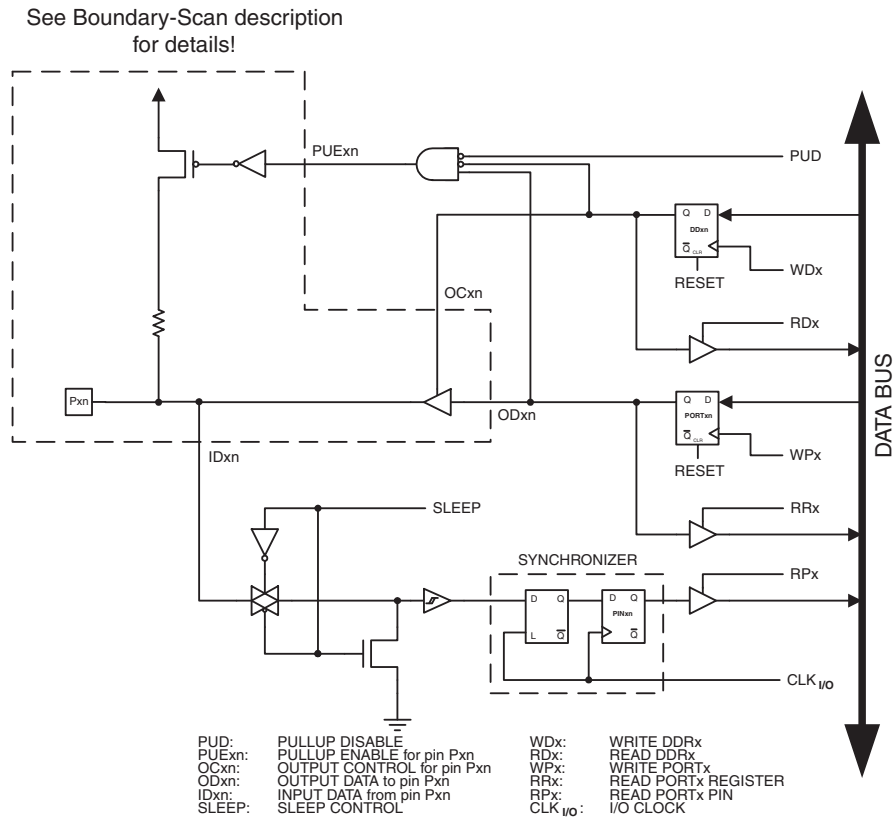 See Boundary-Scan description
for details!
PUExn
PUD
Q D
DDxn
Q CLR
WDx
RESET
OCxn
RDx
Pxn
ODxn
Q D
PORTxn
Q CLR
WPx
RESET
IDxn
DATA BUS
SLEEP
RRx
SYNCHRONIZER
RPx
D Q
L Q
D Q
PINxn
Q
CLK I/O
PUD: PULLUP DISABLE
PUExn: PULLUP ENABLE for pin Pxn
OCxn: OUTPUT CONTROL for pin Pxn
ODxn: OUTPUT DATA to pin Pxn
IDxn: INPUT DATA from pin Pxn
SLEEP: SLEEP CONTROL
WDx: WRITE DDRx
RDx: READ DDRx
WPx: WRITE PORTx
RRx: READ PORTx REGISTER
RPx: READ PORTx PIN
CLK I/O: I/O CLOCK